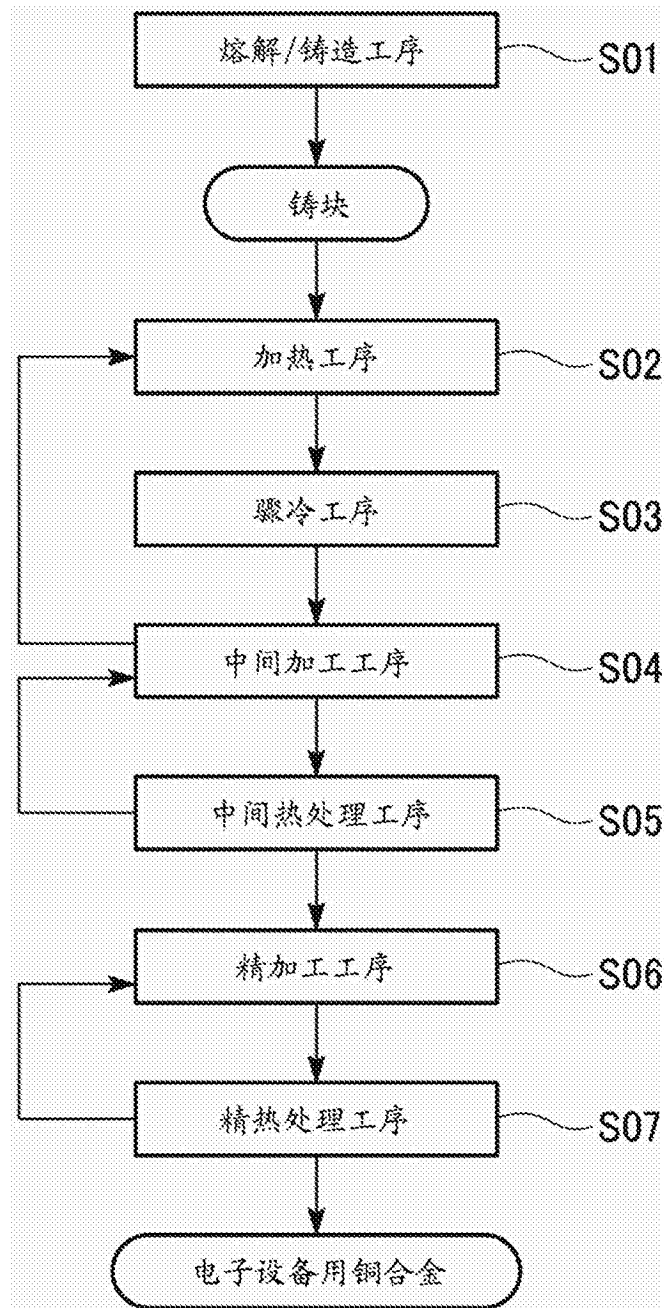 熔解/铸造工序 S01
铸块
加热工序 S02
骤冷工序 S03
中间加工工序 S04
中间热处理工序 S05
精加工工序 S06
精热处理工序 S07
电子设备用铜合金